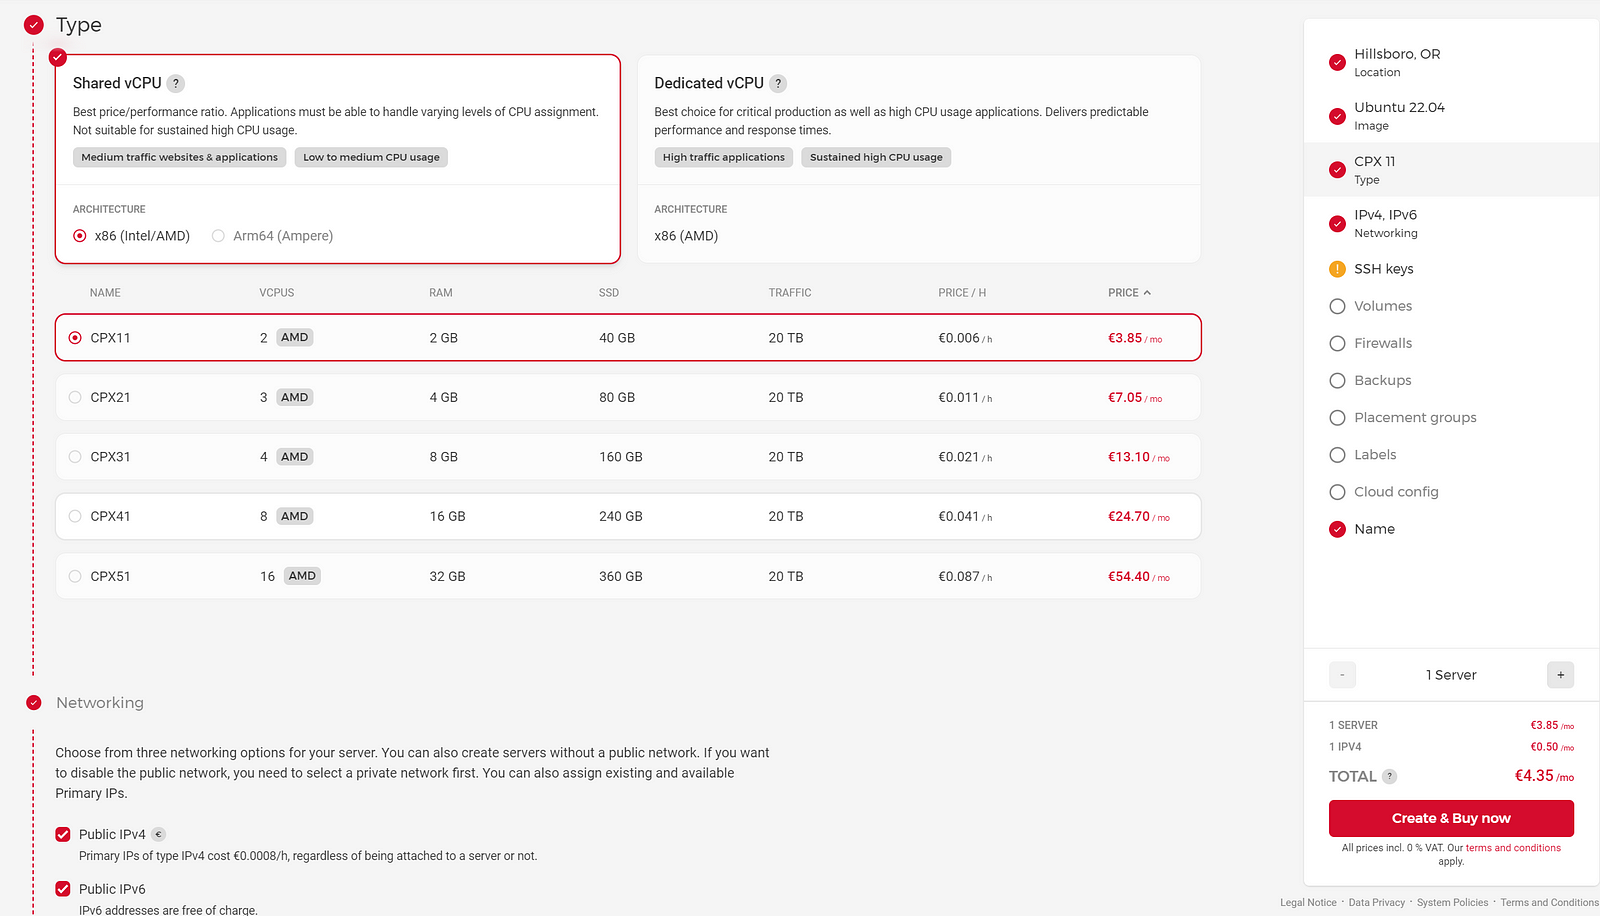 Type
Shared vCPU ?
Best price/performance ratio. Applications must be able to handle varying levels of CPU assignment.
Not suitable for sustained high CPU usage.
Medium traffic websites & applications Low to medium CPU usage
ARCHITECTURE
x86 (Intel/AMD) Arm64 (Ampere)
Dedicated vCPU ?
Best choice for critical production as well as high CPU usage applications. Delivers predictable
performance and response times.
High traffic applications Sustained high CPU usage
ARCHITECTURE
x86 (AMD)
NAME VCPUS RAM SSD TRAFFIC PRICE / H PRICE
CPX11 2 AMD 2 GB 40 GB 20 TB €0.006 / h €3.85 / mo
CPX21 3 AMD 4 GB 80 GB 20 TB €0.011 / h €7.05 / mo
CPX31 4 AMD 8 GB 160 GB 20 TB €0.021 / h €13.10 / mo
CPX41 8 AMD 16 GB 240 GB 20 TB €0.041 / h €24.70 / mo
CPX51 16 AMD 32 GB 360 GB 20 TB €0.087 / h €54.40 / mo
Networking
Choose from three networking options for your server. You can also create servers without a public network. If you want
to disable the public network, you need to select a private network first. You can also assign existing and available
Primary IPs.
Public IPv4 €
Primary IPs of type IPv4 cost €0.0008/h, regardless of being attached to a server or not.
Public IPv6
IPv6 addresses are free of charge.
Hillsboro, OR
Location
Ubuntu 22.04
Image
CPX 11
Type
IPv4, IPv6
Networking
! SSH keys
Volumes
Firewalls
Backups
Placement groups
Labels
Cloud config
Name
- 1 Server +
1 SERVER €3.85 /mo
1 IPV4 €0.50 /mo
TOTAL ? €4.35 /mo
Create & Buy now
All prices incl. 0 % VAT. Our terms and conditions
apply.
Legal Notice · Data Privacy · System Policies · Terms and Conditions